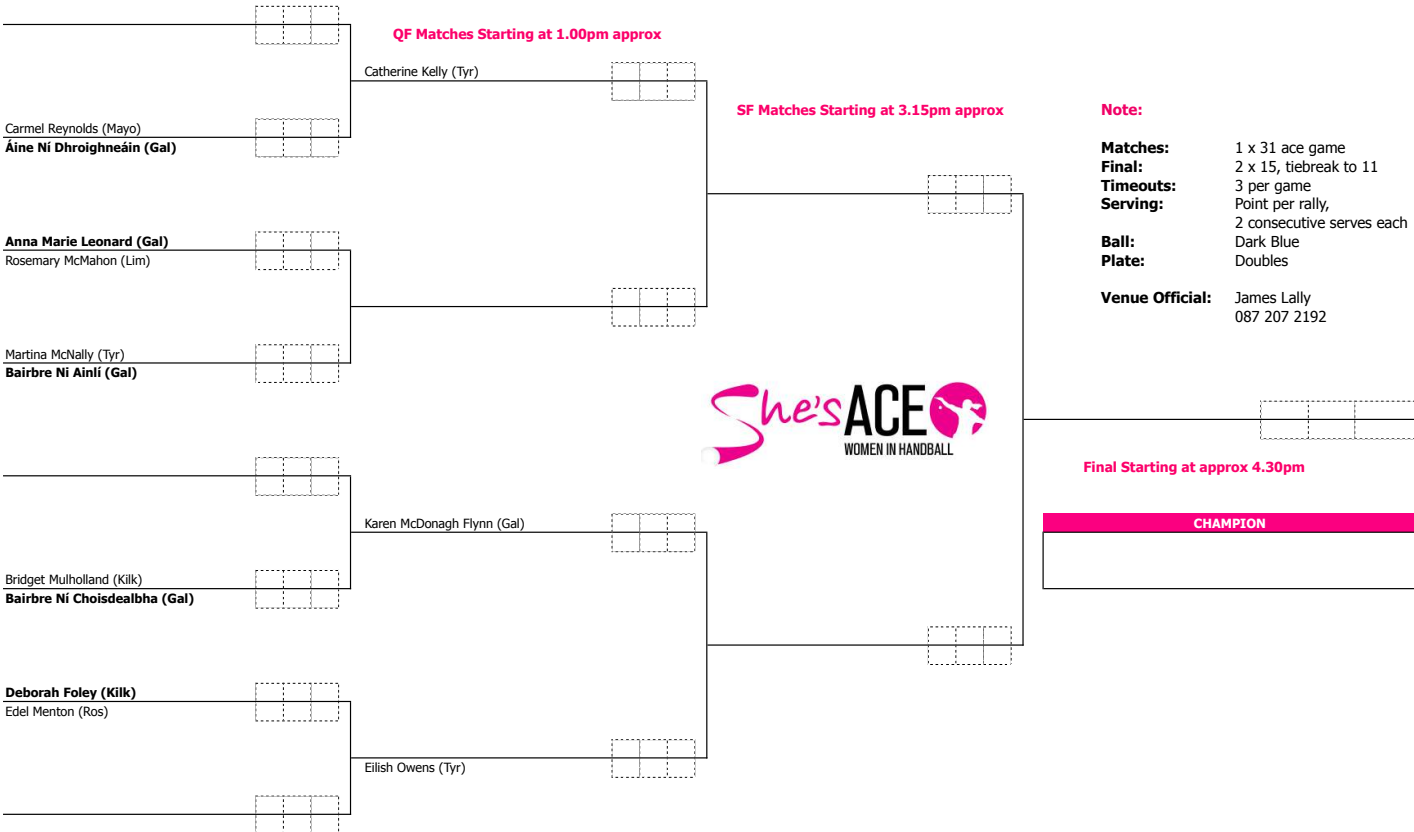 QF Matches Starting at 1.00pm approx
Catherine Kelly (Tyr)
SF Matches Starting at 3.15pm approx
Carmel Reynolds (Mayo)
Áine Ní Dhroighneáin (Gal)
Anna Marie Leonard (Gal)
Rosemary McMahon (Lim)
Martina McNally (Tyr)
Bairbre Ni Ainlí (Gal)
Note:
Matches: 1 x 31 ace game
Final: 2 x 15, tiebreak to 11
Timeouts: 3 per game
Serving: Point per rally,
2 consecutive serves each
Ball: Dark Blue
Plate: Doubles
Venue Official: James Lally
087 207 2192
She's ACE
WOMEN IN HANDBALL
Final Starting at approx 4.30pm
CHAMPION
Karen McDonagh Flynn (Gal)
Bridget Mulholland (Kilk)
Bairbre Ní Choisdealbha (Gal)
Deborah Foley (Kilk)
Edel Menton (Ros)
Eilish Owens (Tyr)